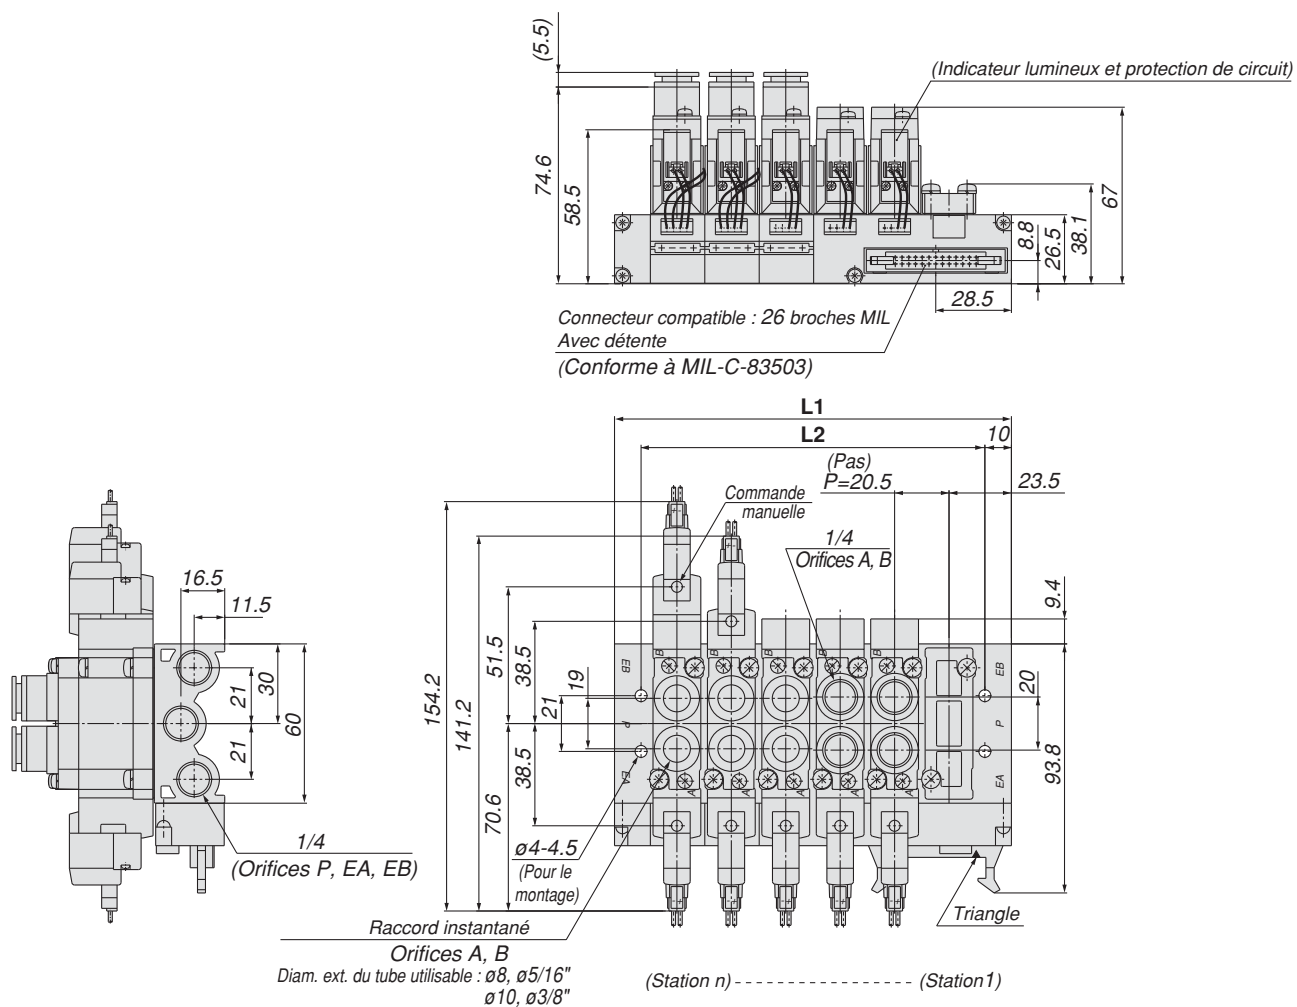 (5.5)
(Indicateur lumineux et protection de circuit)
74.6
58.5
8.8
26.5
38.1
67
28.5
Connecteur compatible : 26 broches MIL
Avec détente
(Conforme à MIL-C-83503)
L1
L2
10
(Pas)
P=20.5
23.5
Commande
manuelle
1/4
Orifices A, B
16.5
11.5
9.4
154.2
141.2
51.5
38.5
19
21
38.5
70.6
21
30
21
60
20
93.8
EB
P
EA
B
B
B
B
A
A
A
A
EB
P
EA
1/4
(Orifices P, EA, EB)
ø4-4.5
(Pour le
montage)
Raccord instantané
Orifices A, B
Diam. ext. du tube utilisable : ø8, ø5/16"
ø10, ø3/8"
Triangle
(Station n) - - - - - - - - - - - - - - - - - (Station1)